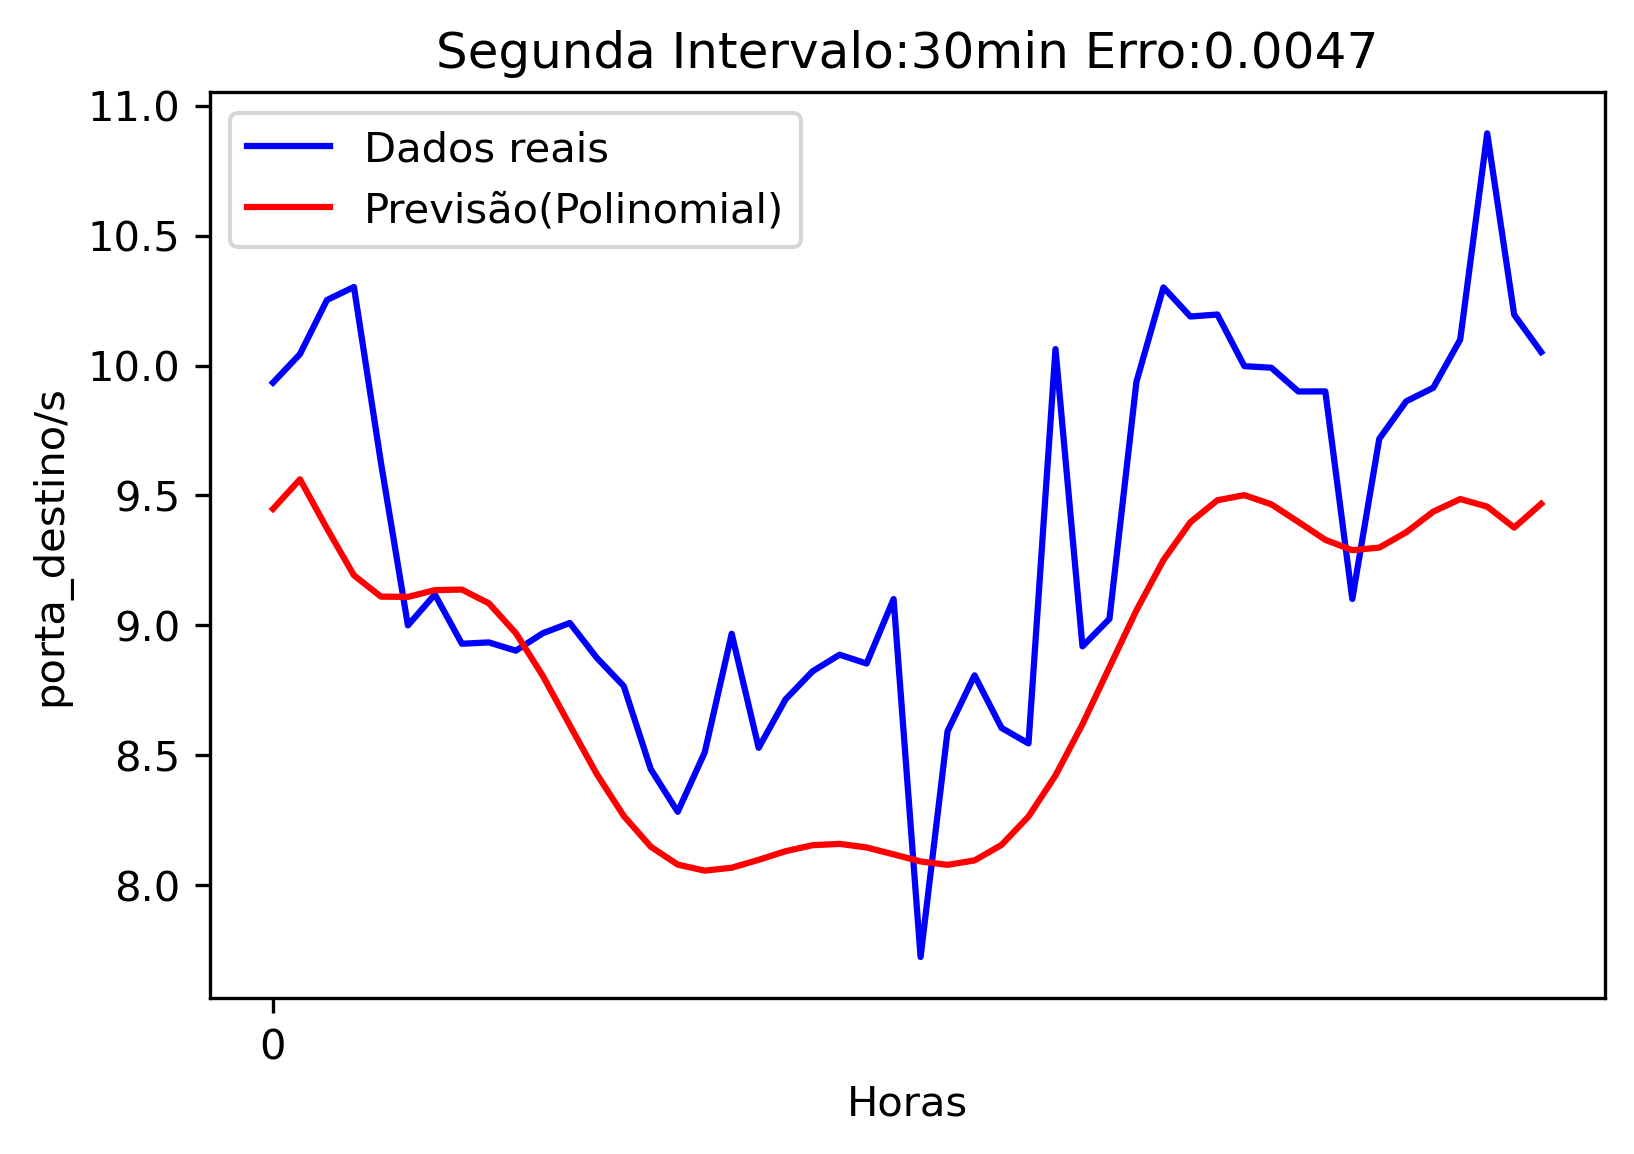 Segunda Intervalo:30min Erro:0.0047
Dados reais
Previsão(Polinomial)
11.0
10.5
10.0
9.5
9.0
8.5
8.0
porta_destino/s
0
Horas